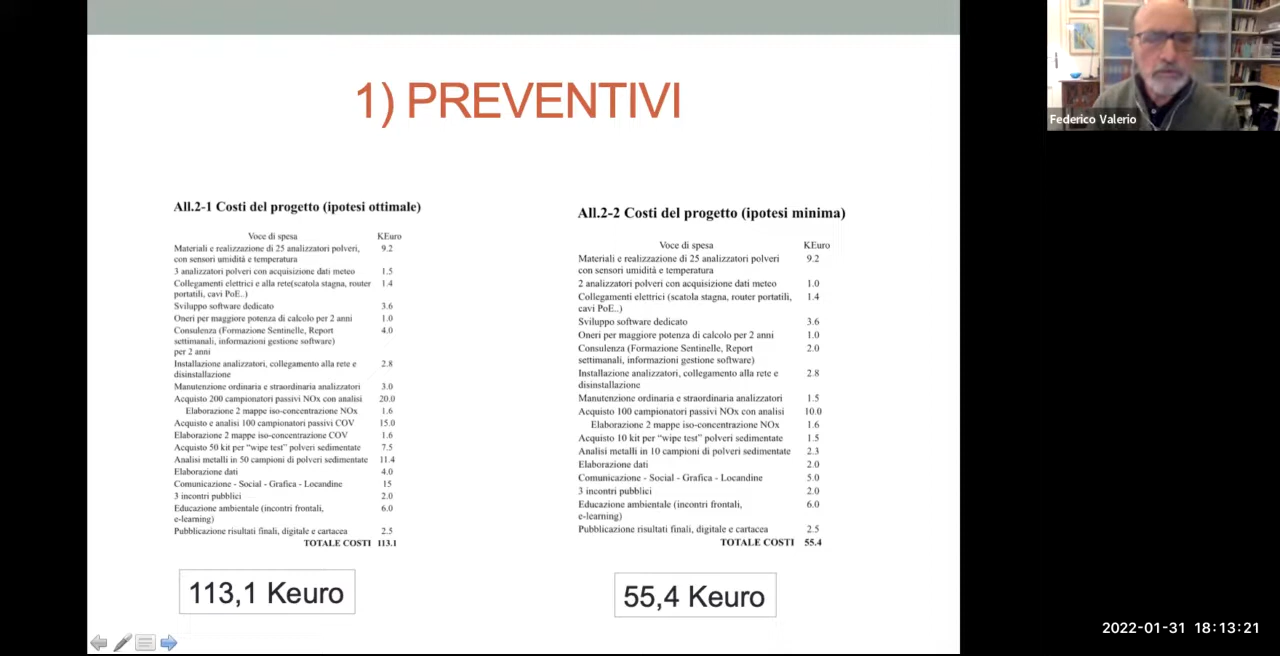 1) PREVENTIVI
Federico Valerio
All.2-1 Costi del progetto (ipotesi ottimale)
Voce di spesa KEuro
Materiali e realizzazione di 25 analizzatori polveri, 9.2
con sensori umidità e temperatura
3 analizzatori polveri con acquisizione dati meteo 1.5
Collegamenti elettrici e alla rete(scatola stagna, router 1.4
portatili, cavi PoE..)
Sviluppo software dedicato 3.6
Oneri per maggiore potenza di calcolo per 2 anni 1.0
Consulenza (Formazione Sentinelle, Report 4.0
settimanali, informazioni gestione software)
per 2 anni
Installazione analizzatori, collegamento alla rete e 2.8
disinstallazione
Manutenzione ordinaria e straordinaria analizzatori 3.0
Acquisto 200 campionatori passivi NOx con analisi 20.0
Elaborazione 2 mappe iso-concentrazione NOx 1.6
Acquisto e analisi 100 campionatori passivi COV 15.0
Elaborazione 2 mappe iso-concentrazione COV 1.6
Acquisto 50 kit per “wipe test” polveri sedimentate 7.5
Analisi metalli in 50 campioni di polveri sedimentate 11.4
Elaborazione dati 4.0
Comunicazione - Social - Grafica - Locandine 15
3 incontri pubblici 2.0
Educazione ambientale (incontri frontali, 6.0
e-learning)
Pubblicazione risultati finali, digitale e cartacea 2.5
TOTALE COSTI 113.1
113,1 Keuro
All.2-2 Costi del progetto (ipotesi minima)
Voce di spesa KEuro
Materiali e realizzazione di 25 analizzatori polveri 9.2
con sensori umidità e temperatura
2 analizzatori polveri con acquisizione dati meteo 1.0
Collegamenti elettrici (scatola stagna, router portatili, 1.4
cavi PoE..)
Sviluppo software dedicato 3.6
Oneri per maggiore potenza di calcolo per 2 anni 1.0
Consulenza (Formazione Sentinelle, Report 2.0
settimanali, informazioni gestione software)
Installazione analizzatori, collegamento alla rete e 2.8
disinstallazione
Manutenzione ordinaria e straordinaria analizzatori 1.5
Acquisto 100 campionatori passivi NOx con analisi 10.0
Elaborazione 2 mappe iso-concentrazione NOx 1.6
Acquisto 10 kit per “wipe test” polveri sedimentate 1.5
Analisi metalli in 10 campioni di polveri sedimentate 2.3
Elaborazione dati 2.0
Comunicazione - Social - Grafica - Locandine 5.0
3 incontri pubblici 2.0
Educazione ambientale (incontri frontali, 6.0
e-learning)
Pubblicazione risultati finali, digitale e cartacea 2.5
TOTALE COSTI 55.4
55,4 Keuro
2022-01-31 18:13:21